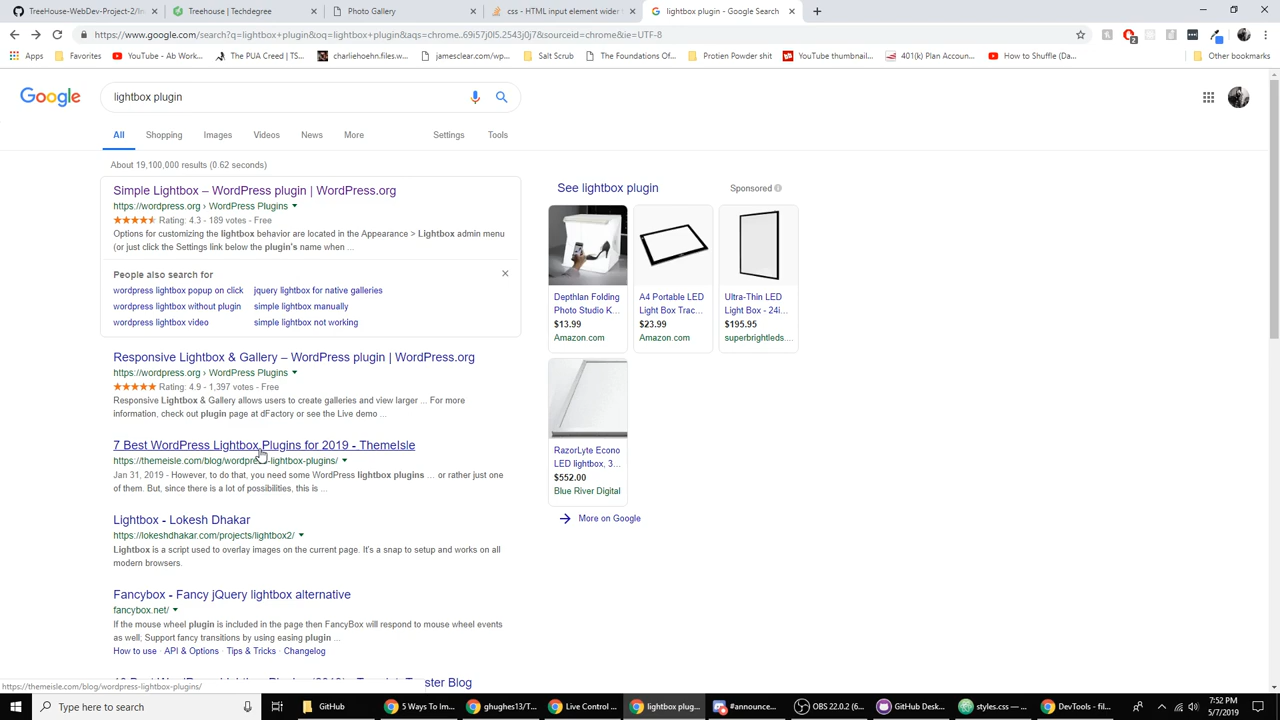 TreeHouse-WebDev-Portfolio-2/in
TreeHouse | Techdegree
Photo Gallery
css - HTML input element
lightbox plugin - Google Search
https://www.google.com/search?q=lightbox+plugin&oq=lightbox+plugin&aqs=chrome..69i57j0l5.2543j0j7&sourceid=chrome&ie=UTF-8
Apps
Favorites
YouTube - Ab Work...
The PUA Creed | TS...
charliehoehn.files.w...
jamesclear.com/wp...
Salt Scrub
The Foundations Of...
Protien Powder shit
YouTube thumbnail...
401(k) Plan Accoun...
How to Shuffle (Da...
Other bookmarks
Google
lightbox plugin
All Shopping Images Videos News More Settings Tools
About 19,100,000 results (0.62 seconds)
Simple Lightbox – WordPress plugin | WordPress.org
https://wordpress.org › WordPress Plugins
Rating: 4.3 - 189 votes - Free
Options for customizing the lightbox behavior are located in the Appearance > Lightbox admin menu
(or just click the Settings link below the plugin's name when ...
People also search for
wordpress lightbox popup on click jquery lightbox for native galleries
wordpress lightbox without plugin simple lightbox manually
wordpress lightbox video simple lightbox not working
Responsive Lightbox & Gallery – WordPress plugin | WordPress.org
https://wordpress.org › WordPress Plugins
Rating: 4.9 - 1,397 votes - Free
Responsive Lightbox & Gallery allows users to create galleries and view larger ... For more
information, check out plugin page at dFactory or see the Live demo ...
7 Best WordPress Lightbox Plugins for 2019 - ThemeIsle
https://themeisle.com/blog/wordpress-lightbox-plugins/
Jan 31, 2019 - However, to do that, you need some WordPress lightbox plugins ... or rather just one
of them. But, since there is a lot of possibilities, this is ...
Lightbox - Lokesh Dhakar
https://lokeshdhakar.com/projects/lightbox2/
Lightbox is a script used to overlay images on the current page. It's a snap to setup and works on all
modern browsers.
Fancybox - Fancy jQuery lightbox alternative
fancybox.net/
If the mouse wheel plugin is included in the page then FancyBox will respond to mouse wheel events
as well; Support fancy transitions by using easing plugin ...
How to use · API & Options · Tips & Tricks · Changelog
See lightbox plugin
Sponsored
Depthlan Folding
Photo Studio K...
$13.99
Amazon.com
A4 Portable LED
Light Box Trac...
$23.99
Amazon.com
Ultra-Thin LED
Light Box - 24i...
$195.95
superbrightleds....
RazorLyte Econo
LED lightbox, 3...
$552.00
Blue River Digital
More on Google
https://themeisle.com/blog/wordpress-lightbox-plugins/
Type here to search
GitHub
5 Ways To Im...
ghughes13/T...
Live Control ...
lightbox plug...
#announce...
OBS 22.0.2 (6...
GitHub Desk...
styles.css — ...
DevTools - f...
7:52 PM
5/7/2019